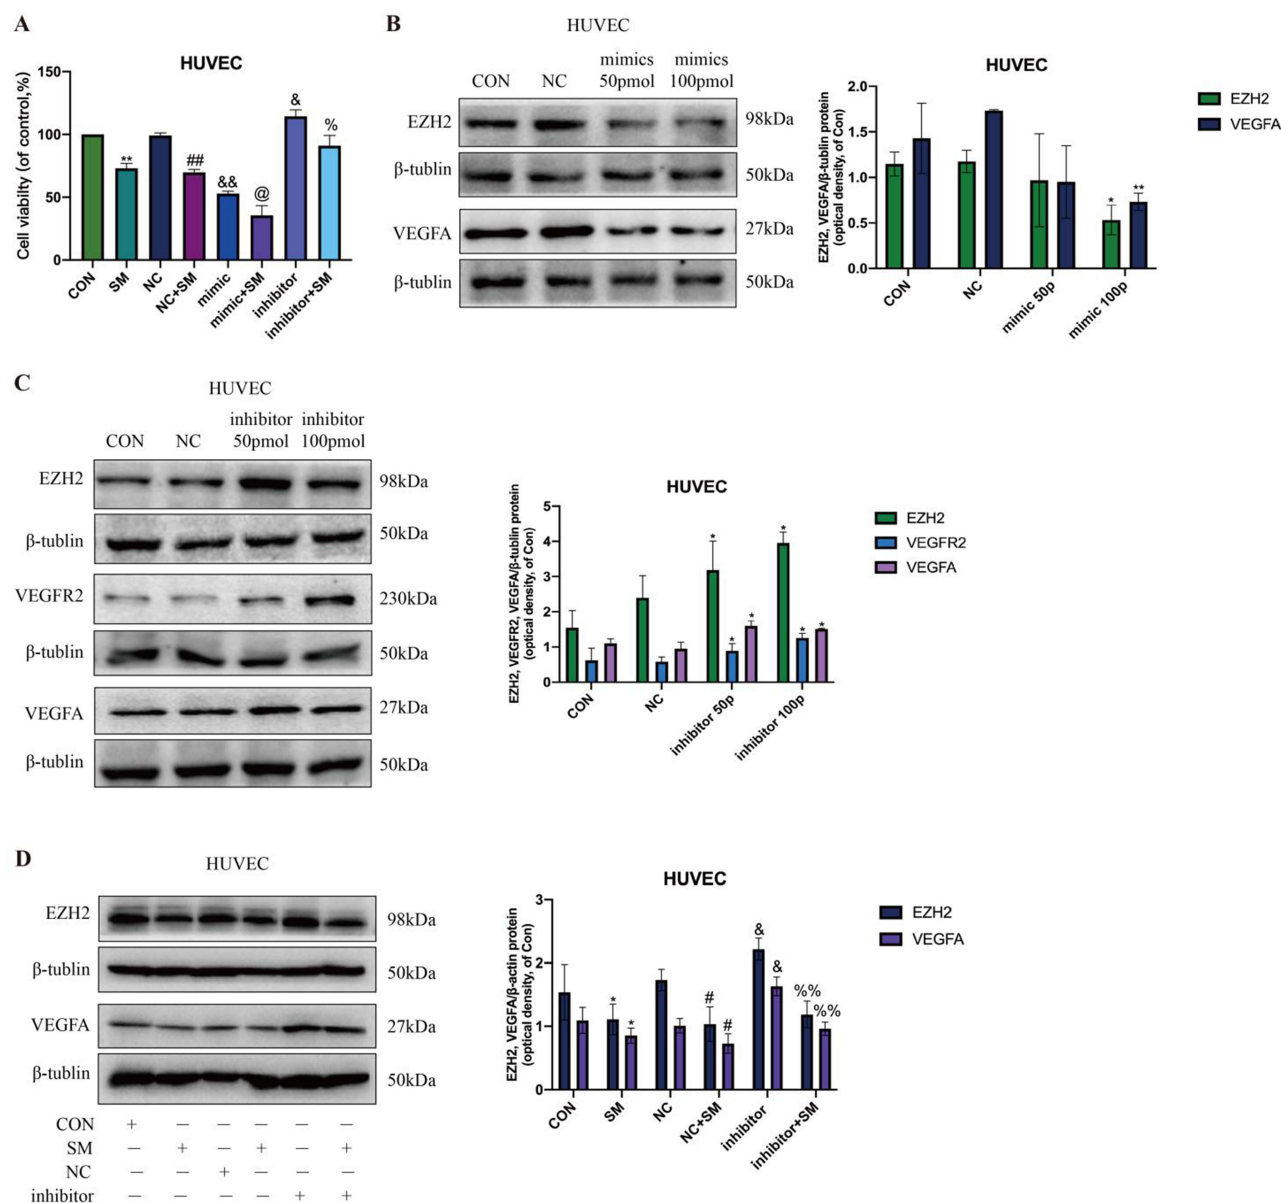 A
HUVEC
Cell viability (of control,%)
150
100
50
0
**
##
&&
@
&
%
CON
SM
NC
NC+SM
mimic
mimic+SM
inhibitor
inhibitor+SM
B
HUVEC
CON NC mimics 50pmol mimics 100pmol
EZH2 98kDa
β-tublin 50kDa
VEGFA 27kDa
β-tublin 50kDa
HUVEC
EZH2, VEGFA/β-tublin protein
(optical density, of Con)
2.0
1.5
1.0
0.5
0.0
*
**
CON
NC
mimic 50p
mimic 100p
EZH2
VEGFA
C
HUVEC
CON NC inhibitor 50pmol inhibitor 100pmol
EZH2 98kDa
β-tublin 50kDa
VEGFR2 230kDa
β-tublin 50kDa
VEGFA 27kDa
β-tublin 50kDa
HUVEC
EZH2, VEGFR2, VEGFA/β-tublin protein
(optical density, of Con)
5
4
3
2
1
0
*
*
*
*
*
*
CON
NC
inhibitor 50p
inhibitor 100p
EZH2
VEGFR2
VEGFA
D
HUVEC
EZH2 98kDa
β-tublin 50kDa
VEGFA 27kDa
β-tublin 50kDa
CON + — — — — —
SM — + — + — +
NC — — + — — —
inhibitor — — — — + +
HUVEC
EZH2, VEGFA/β-actin protein
(optical density, of Con)
3
2
1
0
*
*
#
#
&
&
%%
%%
CON
SM
NC
NC+SM
inhibitor
inhibitor+SM
EZH2
VEGFA